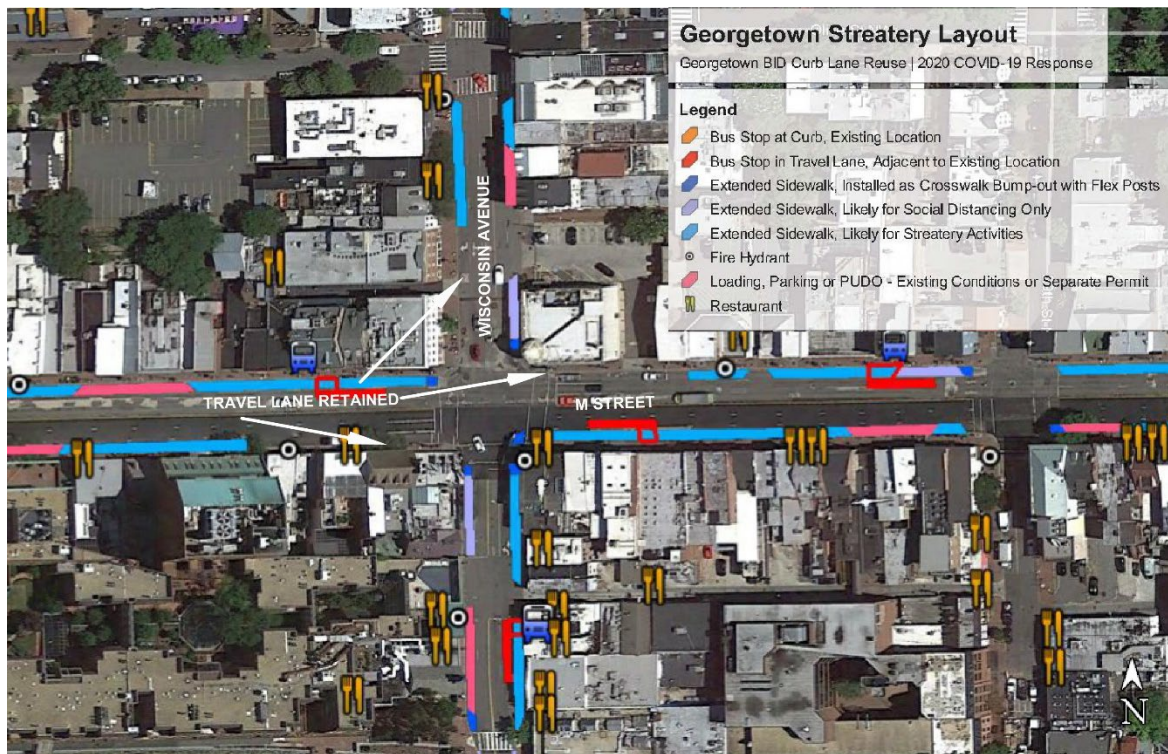 Georgetown Streatery Layout
Georgetown BID Curb Lane Reuse | 2020 COVID-19 Response
Legend
Bus Stop at Curb, Existing Location
Bus Stop in Travel Lane, Adjacent to Existing Location
Extended Sidewalk, Installed as Crosswalk Bump-out with Flex Posts
Extended Sidewalk, Likely for Social Distancing Only
Extended Sidewalk, Likely for Streatery Activities
Fire Hydrant
Loading, Parking or PUDO - Existing Conditions or Separate Permit
Restaurant
WISCONSIN AVENUE
TRAVEL LANE RETAINED
M STREET
N